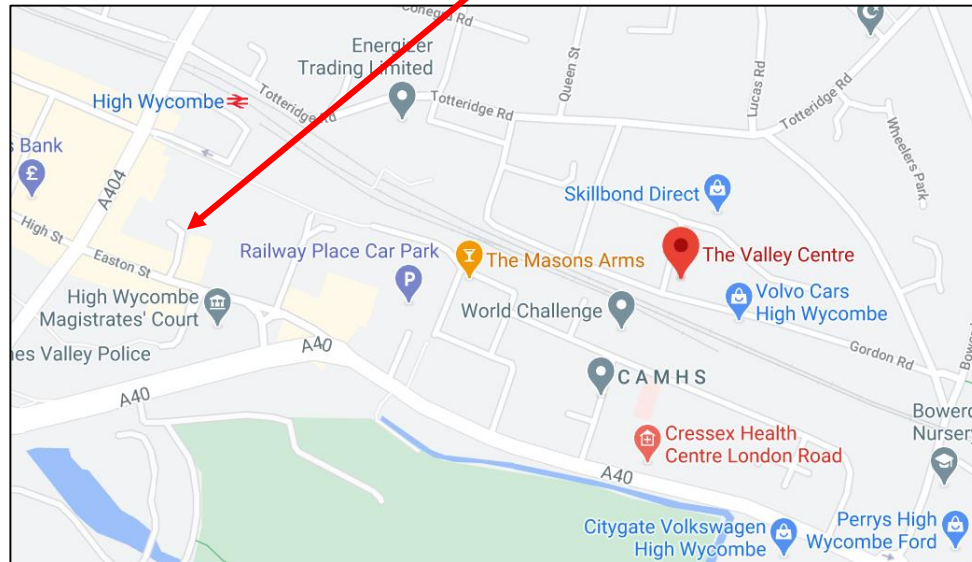 Conegra Rd
Energizer
Trading Limited
Queen St
Lucas Rd
Totteridge Rd
High Wycombe
Totteridge Rd
Totteridge Rd
Wheelers Park
s Bank
£
A404
Skillbond Direct
High St
Easton St
Railway Place Car Park
P
The Masons Arms
The Valley Centre
High Wycombe
Magistrates' Court
World Challenge
Volvo Cars
High Wycombe
nes Valley Police
A40
Gordon Rd
Bower
A40
CAMHS
Bowerd
Nursery
Cressex Health
Centre London Road
A40
Citygate Volkswagen
High Wycombe
Perrys High
Wycombe Ford